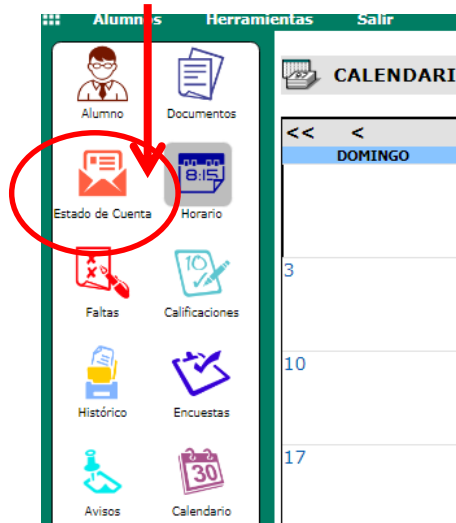 Alumnos Herramientas Salir
Alumno Documentos
8:15
Estado de Cuenta Horario
x x x
10
Faltas Calificaciones
Histórico Encuestas
30
Avisos Calendario
CALENDARI
<< <
DOMINGO
3
10
17